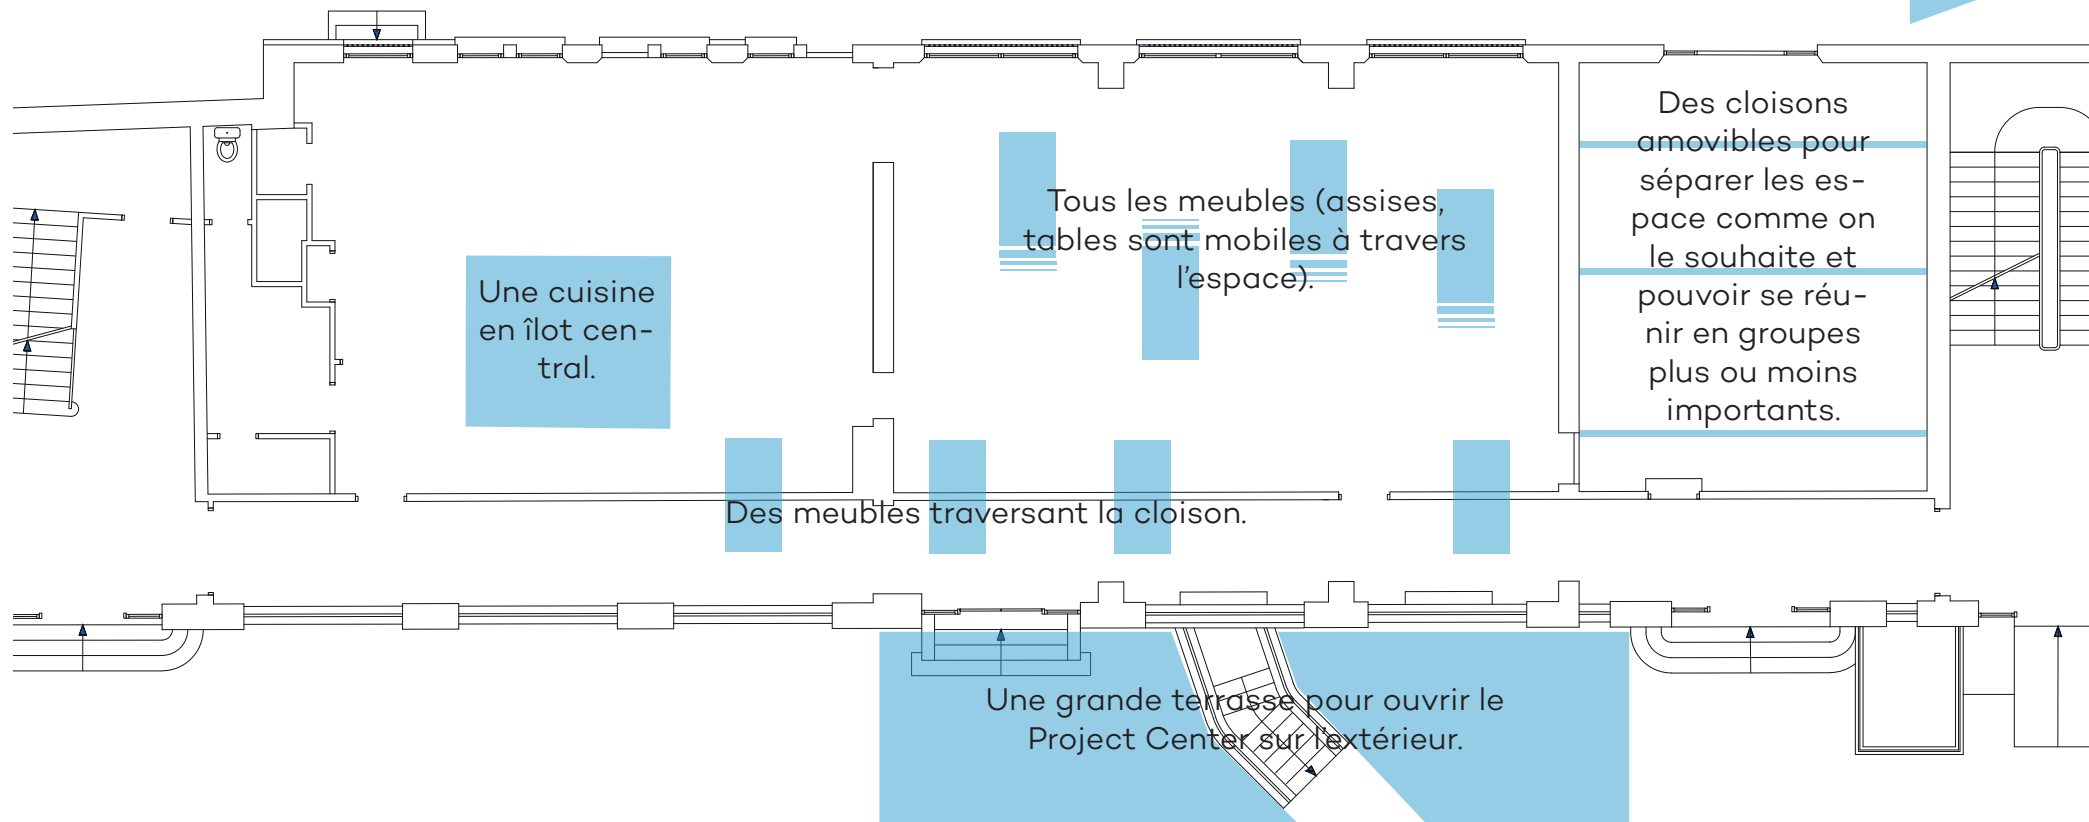 Des cloisons
amovibles pour
séparer les es-
pace comme on
le souhaite et
pouvoir se réu-
nir en groupes
plus ou moins
importants.
Tous les meubles (assises,
tables sont mobiles à travers
l'espace).
Une cuisine
en îlot cen-
tral.
Des meubles traversant la cloison.
Une grande terrasse pour ouvrir le
Project Center sur l'extérieur.